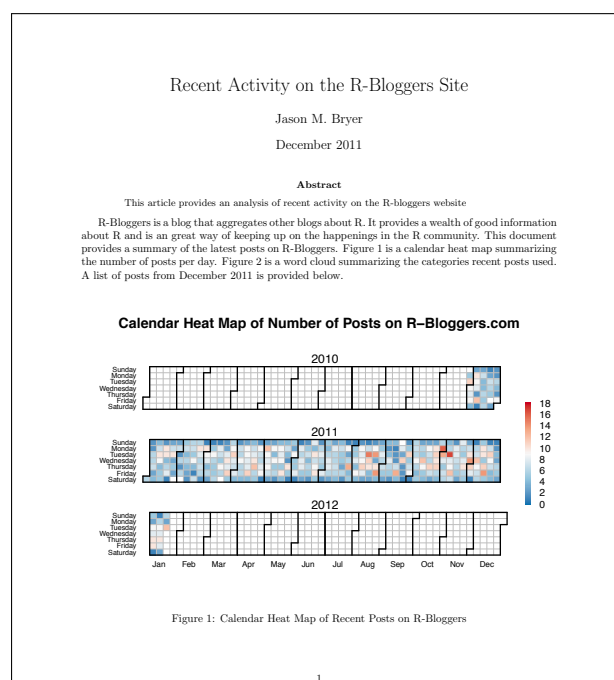 Recent Activity on the R-Bloggers Site
Jason M. Bryer
December 2011
Abstract
This article provides an analysis of recent activity on the R-bloggers website
R-Bloggers is a blog that aggregates other blogs about R. It provides a wealth of good information
about R and is an great way of keeping up on the happenings in the R community. This document
provides a summary of the latest posts on R-Bloggers. Figure 1 is a calendar heat map summarizing
the number of posts per day. Figure 2 is a word cloud summarizing the categories recent posts used.
A list of posts from December 2011 is provided below.
Calendar Heat Map of Number of Posts on R−Bloggers.com
2010
Sunday
Monday
Tuesday
Wednesday
Thursday
Friday
Saturday
2011
Sunday
Monday
Tuesday
Wednesday
Thursday
Friday
Saturday
2012
Sunday
Monday
Tuesday
Wednesday
Thursday
Friday
Saturday
Jan Feb Mar Apr May Jun Jul Aug Sep Oct Nov Dec
18
16
14
12
10
8
6
4
2
0
Figure 1: Calendar Heat Map of Recent Posts on R-Bloggers
1